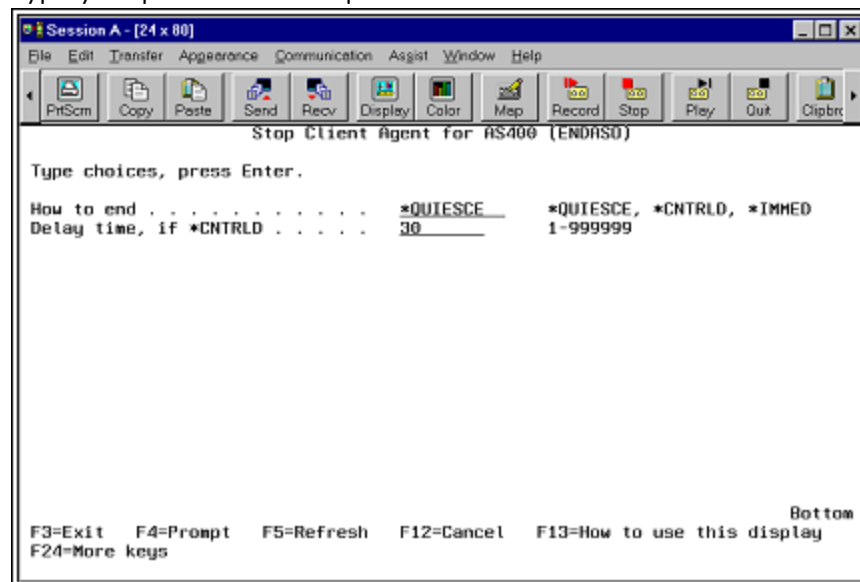 Session A - [24 x 80]
File Edit Transfer Appearance Communication Assist Window Help
PrtScrn Copy Paste Send Recv Display Color Map Record Stop Play Quit Clipbrd
Stop Client Agent for AS400 (ENDASO)
Type choices, press Enter.
How to end . . . . . . . . . . . *QUIESCE *QUIESCE, *CNTRLD, *IMMED
Delay time, if *CNTRLD . . . . . 30 1-999999
Bottom
F3=Exit F4=Prompt F5=Refresh F12=Cancel F13=How to use this display
F24=More keys